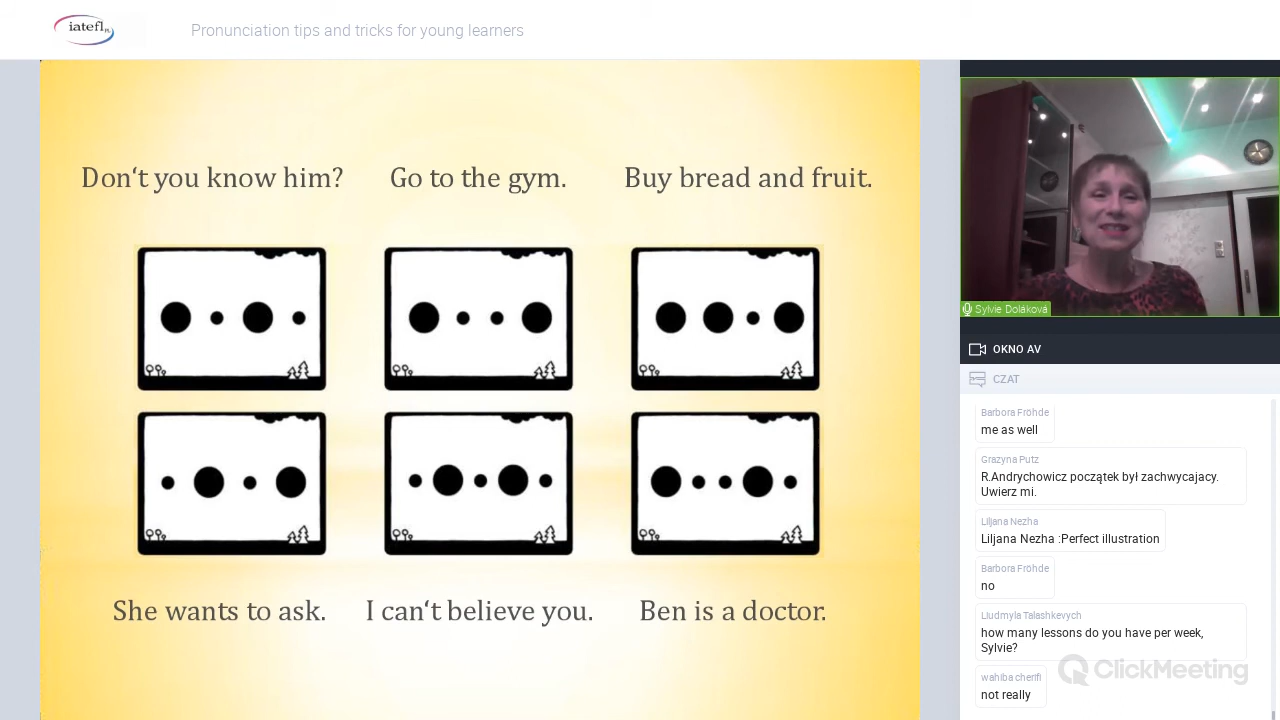 iatefl PL
Pronunciation tips and tricks for young learners
Don‘t you know him?
Go to the gym.
Buy bread and fruit.
She wants to ask.
I can‘t believe you.
Ben is a doctor.
Sylvie Doláková
OKNO AV
CZAT
Barbora Fröhde
me as well
Grazyna Putz
R.Andrychowicz początek był zachwycajacy.
Uwierz mi.
Liljana Nezha
Liljana Nezha :Perfect illustration
Barbora Fröhde
no
Liudmyla Talashkevych
how many lessons do you have per week,
Sylvie?
ClickMeeting
wahiba cherifi
not really